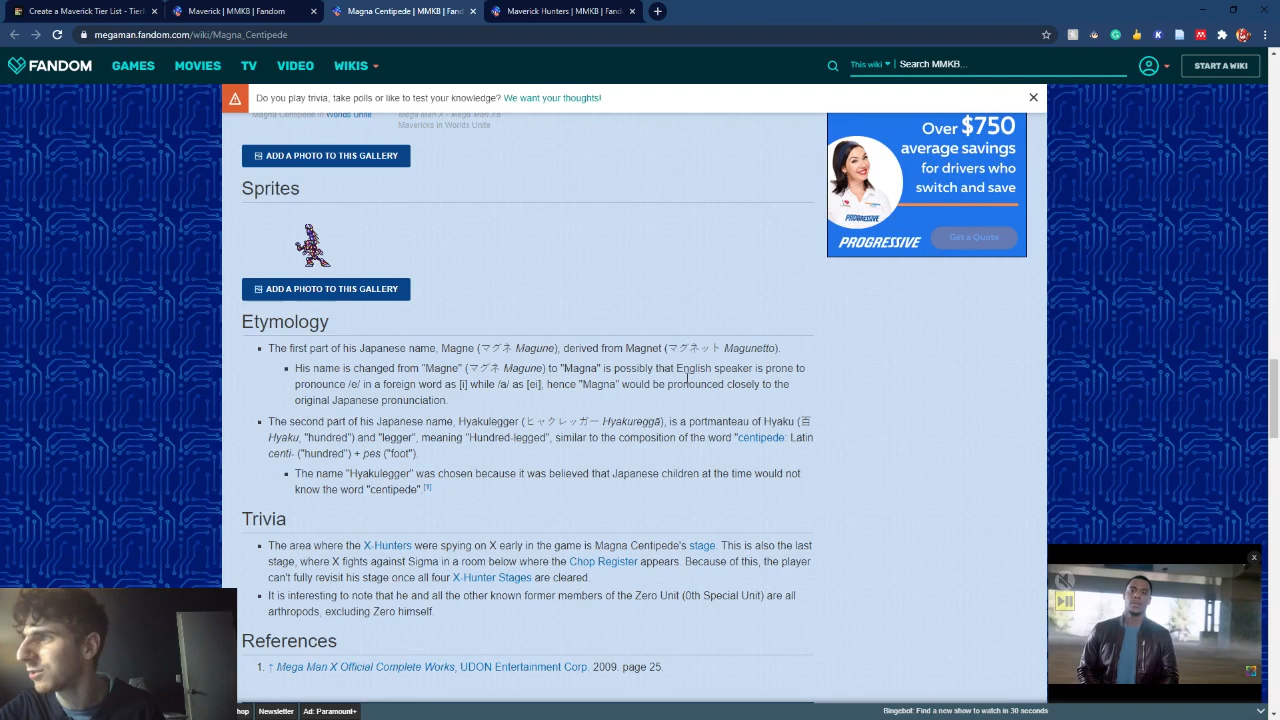 Create a Maverick Tier List - Tierl
Maverick | MMKB | Fandom
Magna Centipede | MMKB | Fan
Maverick Hunters | MMKB | Fand
megaman.fandom.com/wiki/Magna_Centipede
FANDOM GAMES MOVIES TV VIDEO WIKIS This wiki Search MMKB... START A WIKI
Do you play trivia, take polls or like to test your knowledge? We want your thoughts!
Magna Centipede in Worlds Unite.
Mavericks in Worlds Unite
ADD A PHOTO TO THIS GALLERY
Sprites
ADD A PHOTO TO THIS GALLERY
Etymology
The first part of his Japanese name, Magne (マグネ Magune), derived from Magnet (マグネット Magunetto).
His name is changed from "Magne" (マグネ Magune) to "Magna" is possibly that English speaker is prone to
pronounce /e/ in a foreign word as [i] while /a/ as [ei], hence "Magna" would be pronounced closely to the
original Japanese pronunciation.
The second part of his Japanese name, Hyakulegger (ヒャクレッガー Hyakureggā), is a portmanteau of Hyaku (百
Hyaku, "hundred") and "legger", meaning "Hundred-legged", similar to the composition of the word "centipede: Latin
centi- ("hundred") + pes ("foot").
The name "Hyakulegger" was chosen because it was believed that Japanese children at the time would not
know the word "centipede" [1]
Trivia
The area where the X-Hunters were spying on X early in the game is Magna Centipede's stage. This is also the last
stage, where X fights against Sigma in a room below where the Chop Register appears. Because of this, the player
can't fully revisit his stage once all four X-Hunter Stages are cleared.
It is interesting to note that he and all the other known former members of the Zero Unit (0th Special Unit) are all
arthropods, excluding Zero himself.
References
1. ↑ Mega Man X Official Complete Works, UDON Entertainment Corp. 2009. page 25.
Over $750
average savings
for drivers who
switch and save
PROGRESSIVE
PROGRESSIVE Get a Quote
hop Newsletter Ad: Paramount+ Bingebot: Find a new show to watch in 30 seconds